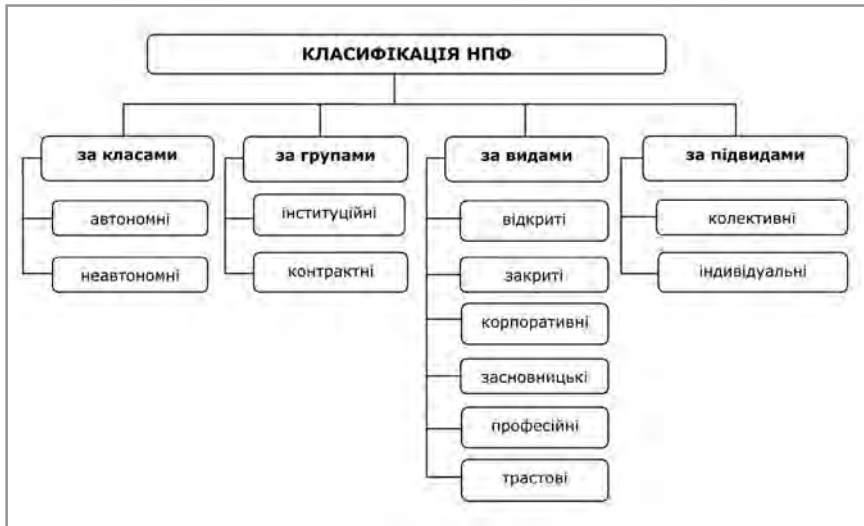 КЛАСИФІКАЦІЯ НПФ
за класами
автономні
неавтономні
за групами
інституційні
контрактні
за видами
відкриті
закриті
корпоративні
засновницькі
професійні
трастові
за підвидами
колективні
індивідуальні